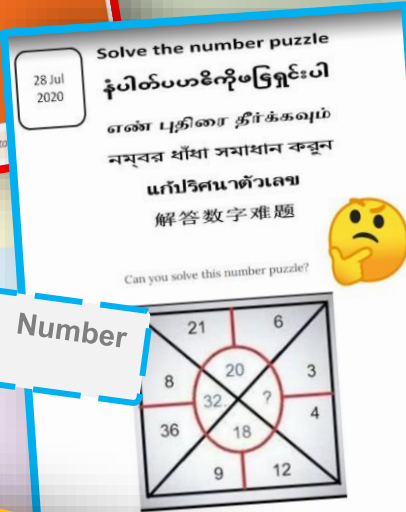 Solve the number puzzle
28 Jul
2020
နံပါတ်ပဟေဠိကိုဖြေရှင်းပါ
எண் புதிரை தீர்க்கவும்
নম্বর ধাঁধা সমাধান করুন
แก้ปริศนาตัวเลข
解答数字难题
Can you solve this number puzzle?
Number
21 6
20
8 3
32 ?
36 4
18
9 12